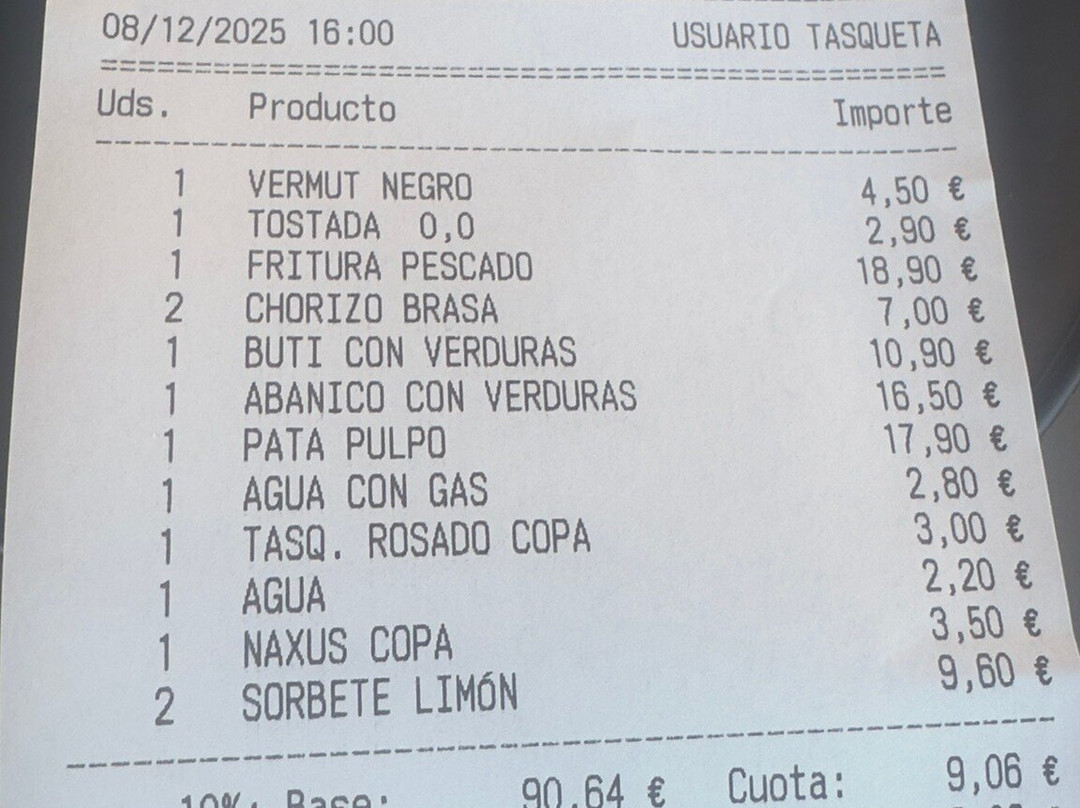 08/12/2025 16:00 USUARIO TASQUETA
================================================
Uds. Producto Importe
------------------------------------------------
1 VERMUT NEGRO 4,50 €
1 TOSTADA 0,0 2,90 €
1 FRITURA PESCADO 18,90 €
2 CHORIZO BRASA 7,00 €
1 BUTI CON VERDURAS 10,90 €
1 ABANICO CON VERDURAS 16,50 €
1 PATA PULPO 17,90 €
1 AGUA CON GAS 2,80 €
1 TASQ. ROSADO COPA 3,00 €
1 AGUA 2,20 €
1 NAXUS COPA 3,50 €
2 SORBETE LIMÓN 9,60 €
------------------------------------------------
10%. Base: 90,64 € Cuota: 9,06 €